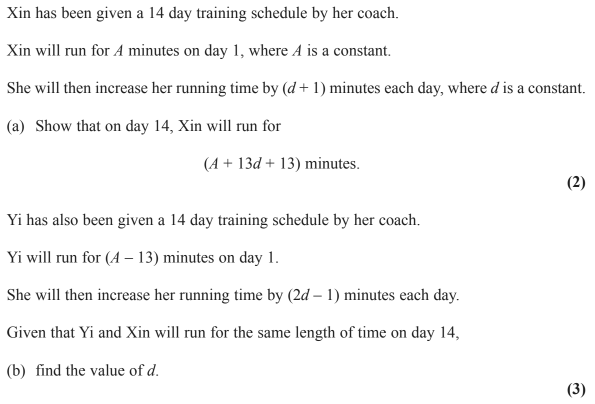 Xin has been given a 14 day training schedule by her coach.
Xin will run for A minutes on day 1, where A is a constant.
She will then increase her running time by (d + 1) minutes each day, where d is a constant.
(a) Show that on day 14, Xin will run for
(A + 13d + 13) minutes.
(2)
Yi has also been given a 14 day training schedule by her coach.
Yi will run for (A – 13) minutes on day 1.
She will then increase her running time by (2d – 1) minutes each day.
Given that Yi and Xin will run for the same length of time on day 14,
(b) find the value of d.
(3)